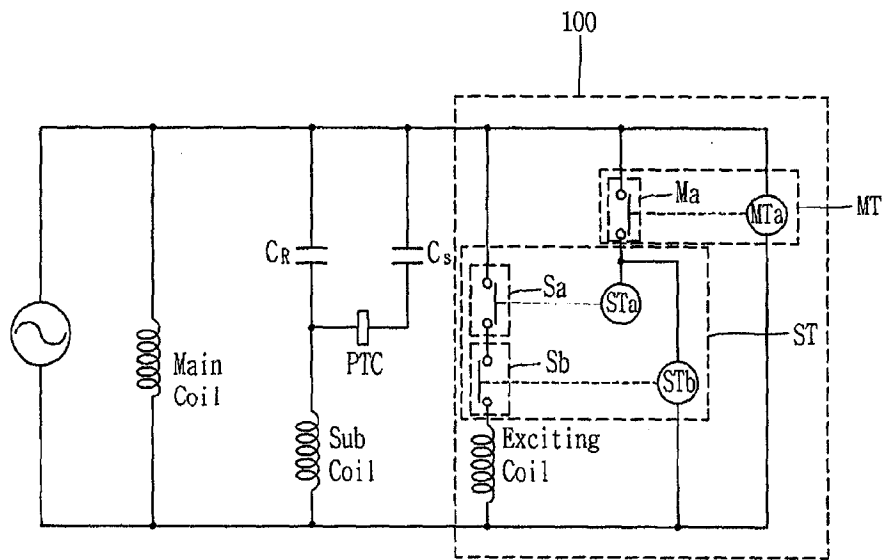 100
Ma
MTa
MT
CR
Cs
Sa
STa
ST
PTC
Main
Coil
Sb
STb
Sub
Coil
Exciting
Coil